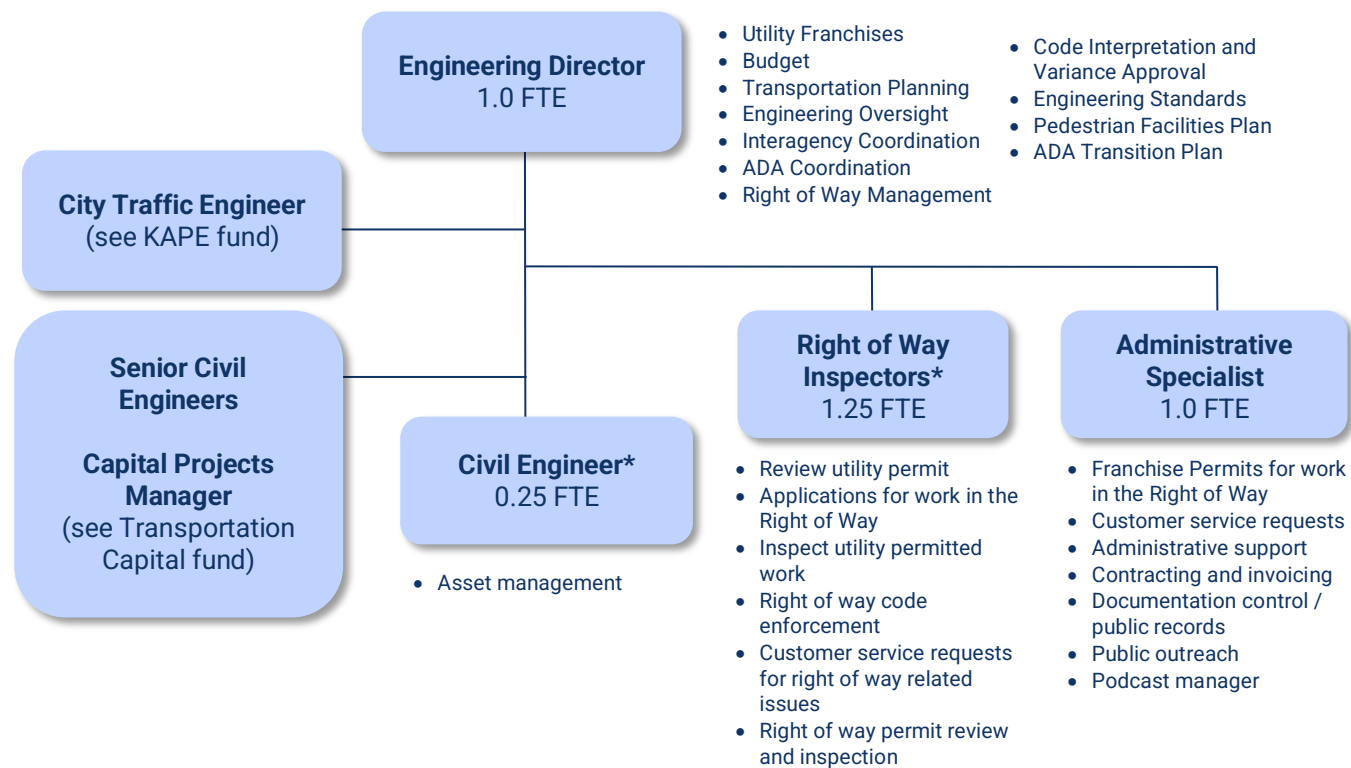 Engineering Director
1.0 FTE
• Utility Franchises
• Budget
• Transportation Planning
• Engineering Oversight
• Interagency Coordination
• ADA Coordination
• Right of Way Management
• Code Interpretation and
Variance Approval
• Engineering Standards
• Pedestrian Facilities Plan
• ADA Transition Plan
City Traffic Engineer
(see KAPE fund)
Senior Civil
Engineers
Capital Projects
Manager
(see Transportation
Capital fund)
Civil Engineer*
0.25 FTE
• Asset management
Right of Way
Inspectors*
1.25 FTE
• Review utility permit
• Applications for work in the
Right of Way
• Inspect utility permitted
work
• Right of way code
enforcement
• Customer service requests
for right of way related
issues
• Right of way permit review
and inspection
Administrative
Specialist
1.0 FTE
• Franchise Permits for work
in the Right of Way
• Customer service requests
• Administrative support
• Contracting and invoicing
• Documentation control /
public records
• Public outreach
• Podcast manager